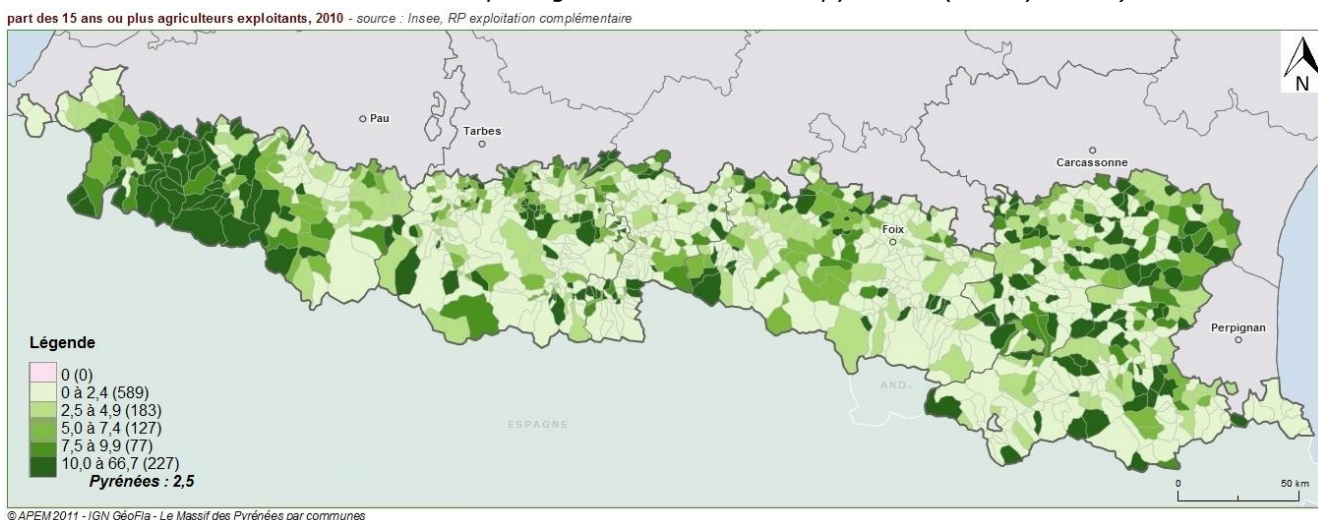 part des 15 ans ou plus agriculteurs exploitants, 2010 - source : Insee, RP exploitation complémentaire
N
Pau
Tarbes
Carcassonne
Foix
Perpignan
AND.
ESPAGNE
Légende
0 (0)
0 à 2,4 (589)
2,5 à 4,9 (183)
5,0 à 7,4 (127)
7,5 à 9,9 (77)
10,0 à 66,7 (227)
Pyrénées : 2,5
0 50 km
© APEM 2011 - IGN GéoFla - Le Massif des Pyrénées par communes